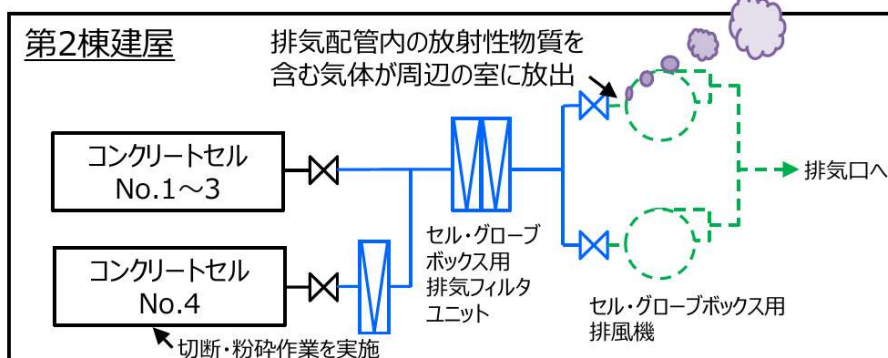 第2棟建屋
排気配管内の放射性物質を
含む気体が周辺の室に放出
コンクリートセル
No.1～3
排気口へ
セル・グローブ
ボックス用
排気フィルタ
ユニット
コンクリートセル
No.4
セル・グローブボックス用
排風機
切断・粉砕作業を実施